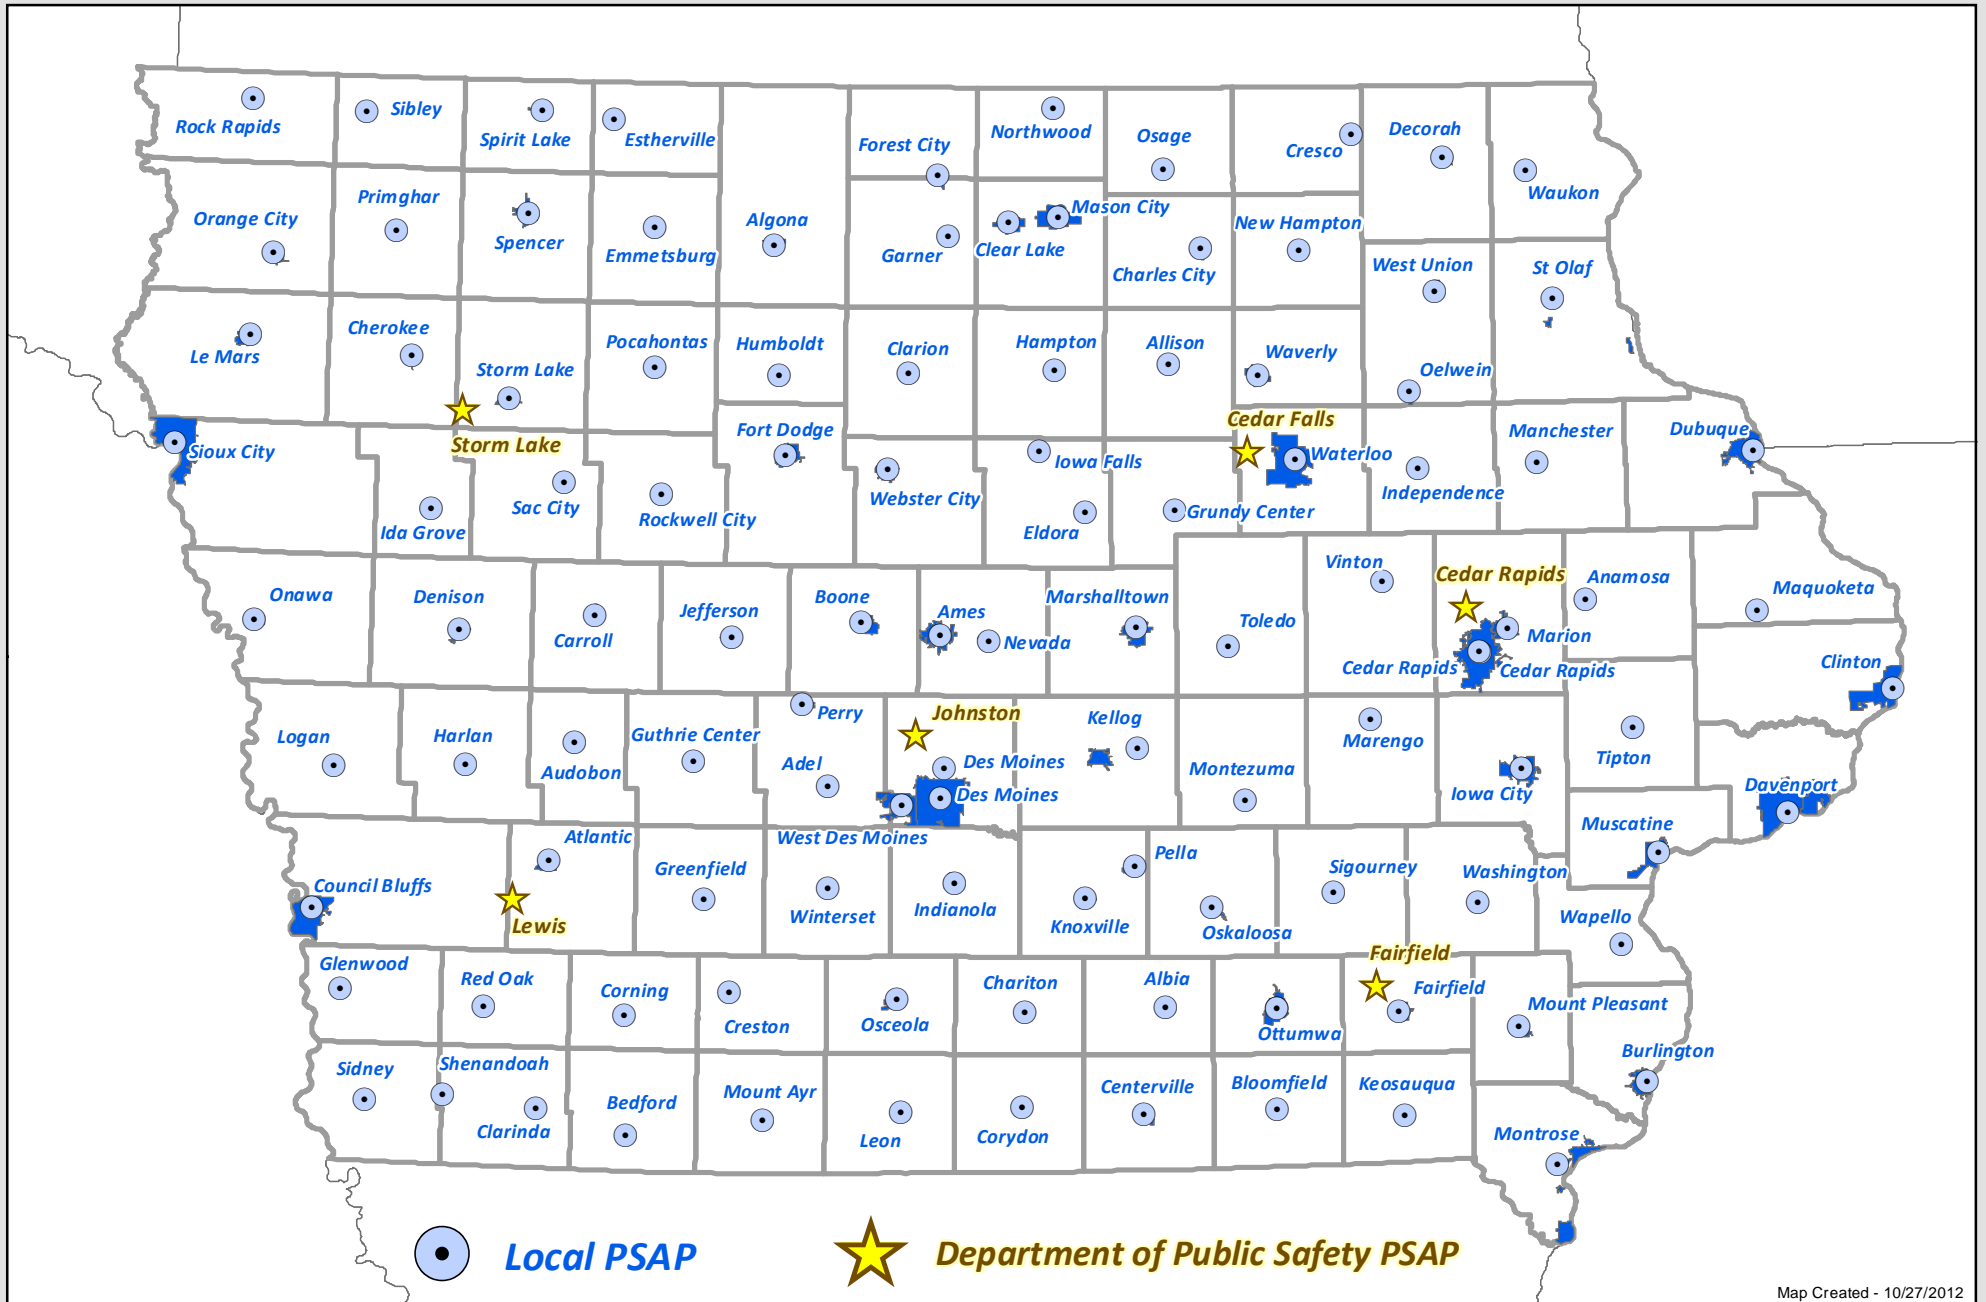 Rock Rapids
Sibley
Spirit Lake
Estherville
Forest City
Northwood
Osage
Cresco
Decorah
Waukon
Orange City
Primghar
Spencer
Emmetsburg
Algona
Garner
Clear Lake
Mason City
Charles City
New Hampton
West Union
St Olaf
Le Mars
Cherokee
Storm Lake
Pocahontas
Humboldt
Clarion
Hampton
Allison
Waverly
Oelwein
Sioux City
Storm Lake
Fort Dodge
Cedar Falls
Waterloo
Manchester
Dubuque
Ida Grove
Sac City
Rockwell City
Webster City
Iowa Falls
Eldora
Grundy Center
Independence
Onawa
Denison
Carroll
Jefferson
Boone
Ames
Nevada
Marshalltown
Toledo
Vinton
Cedar Rapids
Marion
Cedar Rapids
Cedar Rapids
Anamosa
Maquoketa
Clinton
Logan
Harlan
Audobon
Guthrie Center
Perry
Adel
Johnston
Des Moines
Des Moines
West Des Moines
Kellog
Montezuma
Marengo
Iowa City
Tipton
Davenport
Muscatine
Council Bluffs
Atlantic
Lewis
Greenfield
Winterset
Indianola
Knoxville
Pella
Oskaloosa
Sigourney
Washington
Wapello
Glenwood
Red Oak
Corning
Creston
Osceola
Chariton
Albia
Ottumwa
Fairfield
Fairfield
Mount Pleasant
Burlington
Sidney
Shenandoah
Clarinda
Bedford
Mount Ayr
Leon
Corydon
Centerville
Bloomfield
Keosauqua
Montrose
Local PSAP
Department of Public Safety PSAP
Map Created - 10/27/2012